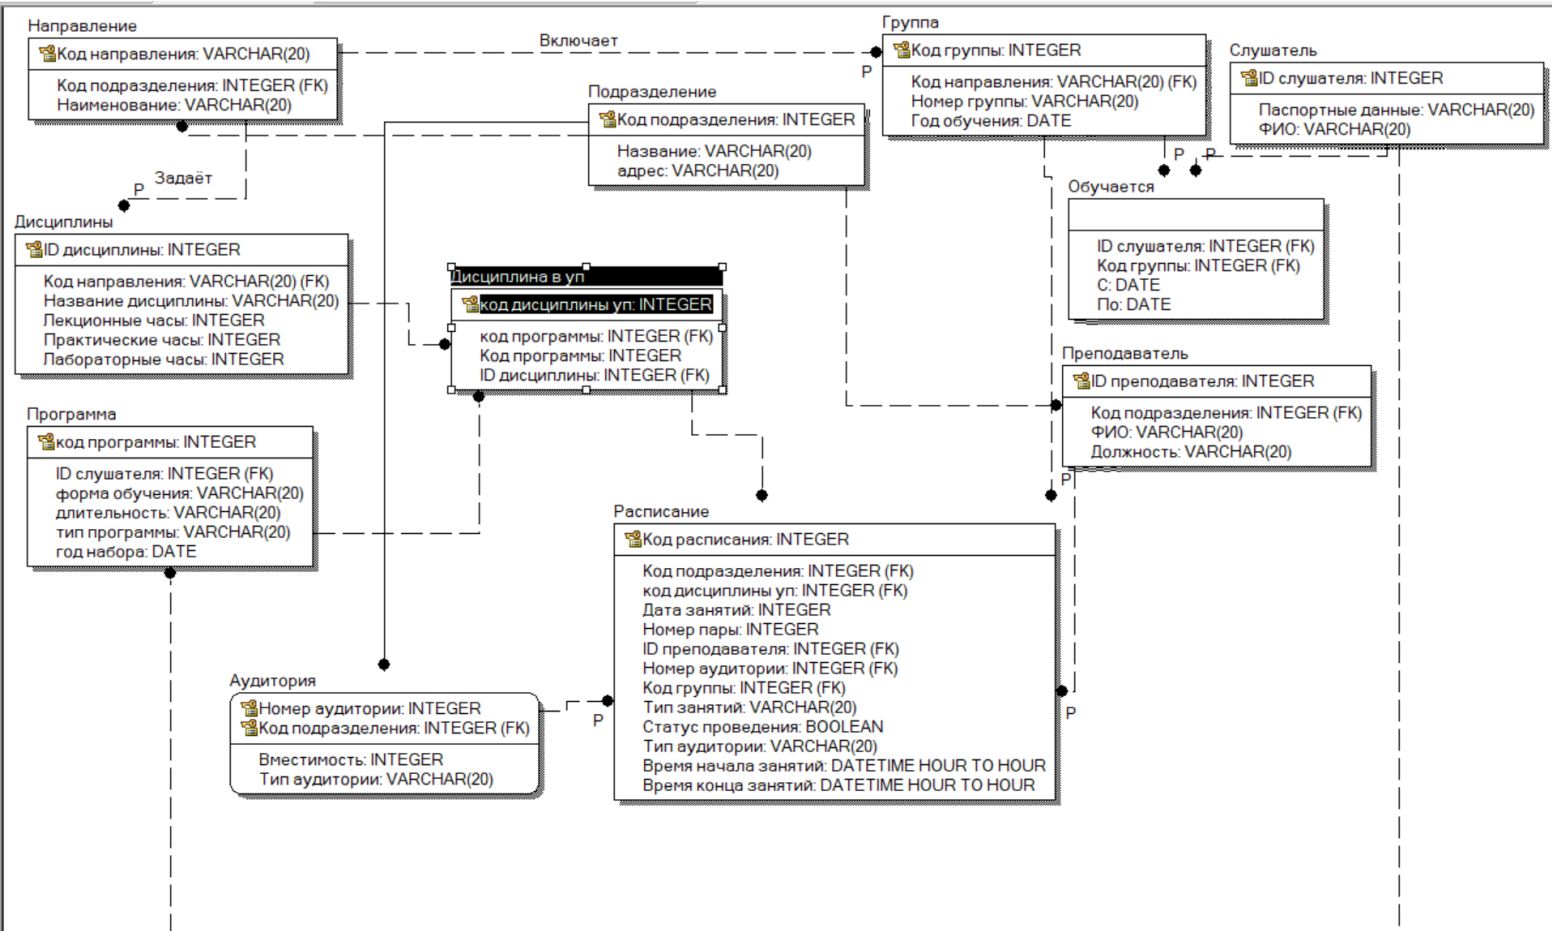 Направление
Код направления: VARCHAR(20)
Код подразделения: INTEGER (FK)
Наименование: VARCHAR(20)
Включает
P
Группа
Код группы: INTEGER
Код направления: VARCHAR(20) (FK)
Номер группы: VARCHAR(20)
Год обучения: DATE
Слушатель
ID слушателя: INTEGER
Паспортные данные: VARCHAR(20)
ФИО: VARCHAR(20)
Подразделение
Код подразделения: INTEGER
Название: VARCHAR(20)
адрес: VARCHAR(20)
P
P
Задаёт
P
Обучается
ID слушателя: INTEGER (FK)
Код группы: INTEGER (FK)
С: DATE
По: DATE
Дисциплины
ID дисциплины: INTEGER
Код направления: VARCHAR(20) (FK)
Название дисциплины: VARCHAR(20)
Лекционные часы: INTEGER
Практические часы: INTEGER
Лабораторные часы: INTEGER
Дисциплина в уп
код дисциплины уп: INTEGER
код программы: INTEGER (FK)
Код программы: INTEGER
ID дисциплины: INTEGER (FK)
Преподаватель
ID преподавателя: INTEGER
Код подразделения: INTEGER (FK)
ФИО: VARCHAR(20)
Должность: VARCHAR(20)
P
Программа
код программы: INTEGER
ID слушателя: INTEGER (FK)
форма обучения: VARCHAR(20)
длительность: VARCHAR(20)
тип программы: VARCHAR(20)
год набора: DATE
Расписание
Код расписания: INTEGER
Код подразделения: INTEGER (FK)
код дисциплины уп: INTEGER (FK)
Дата занятий: INTEGER
Номер пары: INTEGER
ID преподавателя: INTEGER (FK)
Номер аудитории: INTEGER (FK)
Код группы: INTEGER (FK)
Тип занятий: VARCHAR(20)
Статус проведения: BOOLEAN
Тип аудитории: VARCHAR(20)
Время начала занятий: DATETIME HOUR TO HOUR
Время конца занятий: DATETIME HOUR TO HOUR
P
P
Аудитория
Номер аудитории: INTEGER
Код подразделения: INTEGER (FK)
Вместимость: INTEGER
Тип аудитории: VARCHAR(20)